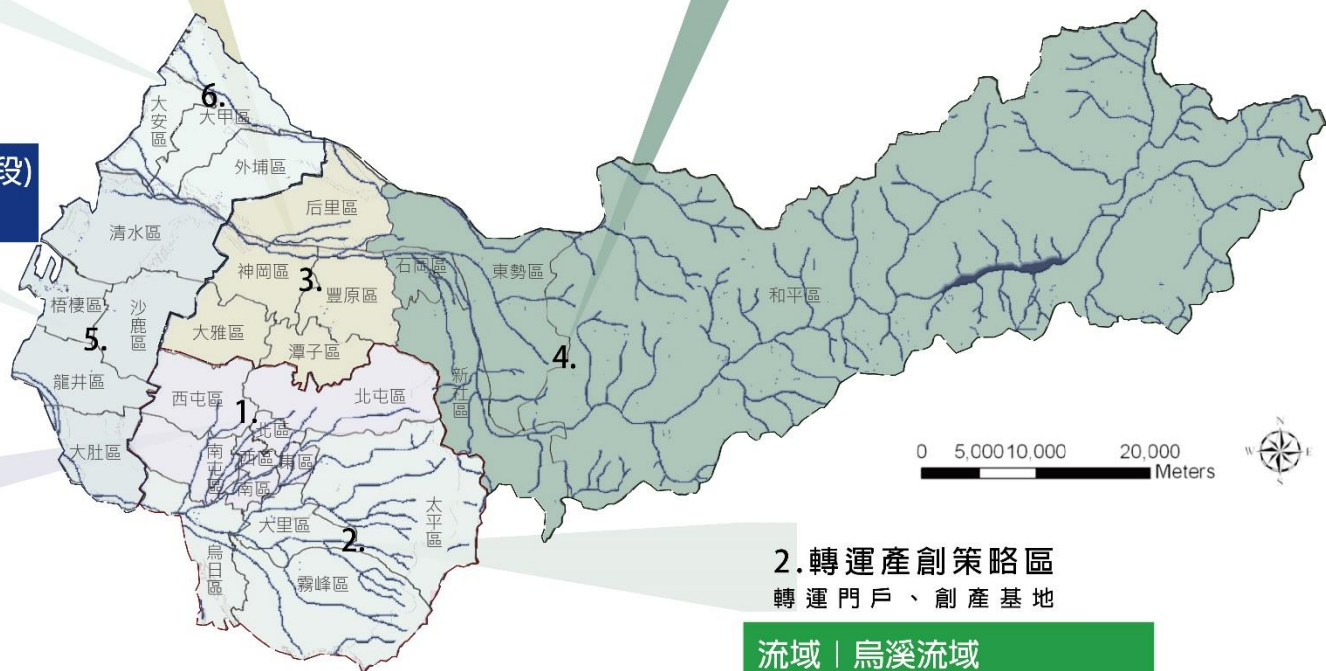 6.
大安區
大甲區
外埔區
段)
后里區
清水區
神岡區
3.
豐原區
石岡區
東勢區
和平區
梧棲區
沙鹿區
5.
大雅區
潭子區
4.
龍井區
西屯區
1.
北屯區
新社區
北區
大肚區
南屯區
西區
東區
南區
0 5,000 10,000 20,000
Meters
N
W
E
S
大里區
2.
太平區
烏日區
霧峰區
2.轉運產創策略區
轉運門戶、創產基地
流域｜烏溪流域